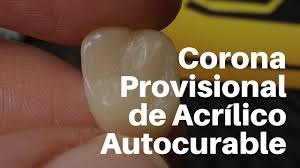 Corona
Provisional
de Acrílico
Autocurable